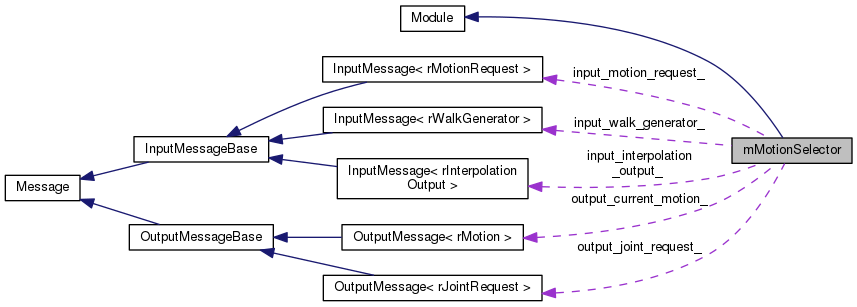 Module
InputMessage< rMotionRequest >
input_motion_request_
InputMessage< rWalkGenerator >
input_walk_generator_
mMotionSelector
InputMessageBase
input_interpolation
_output_
InputMessage< rInterpolation
Output >
Message
output_current_motion_
OutputMessageBase
OutputMessage< rMotion >
output_joint_request_
OutputMessage< rJointRequest >